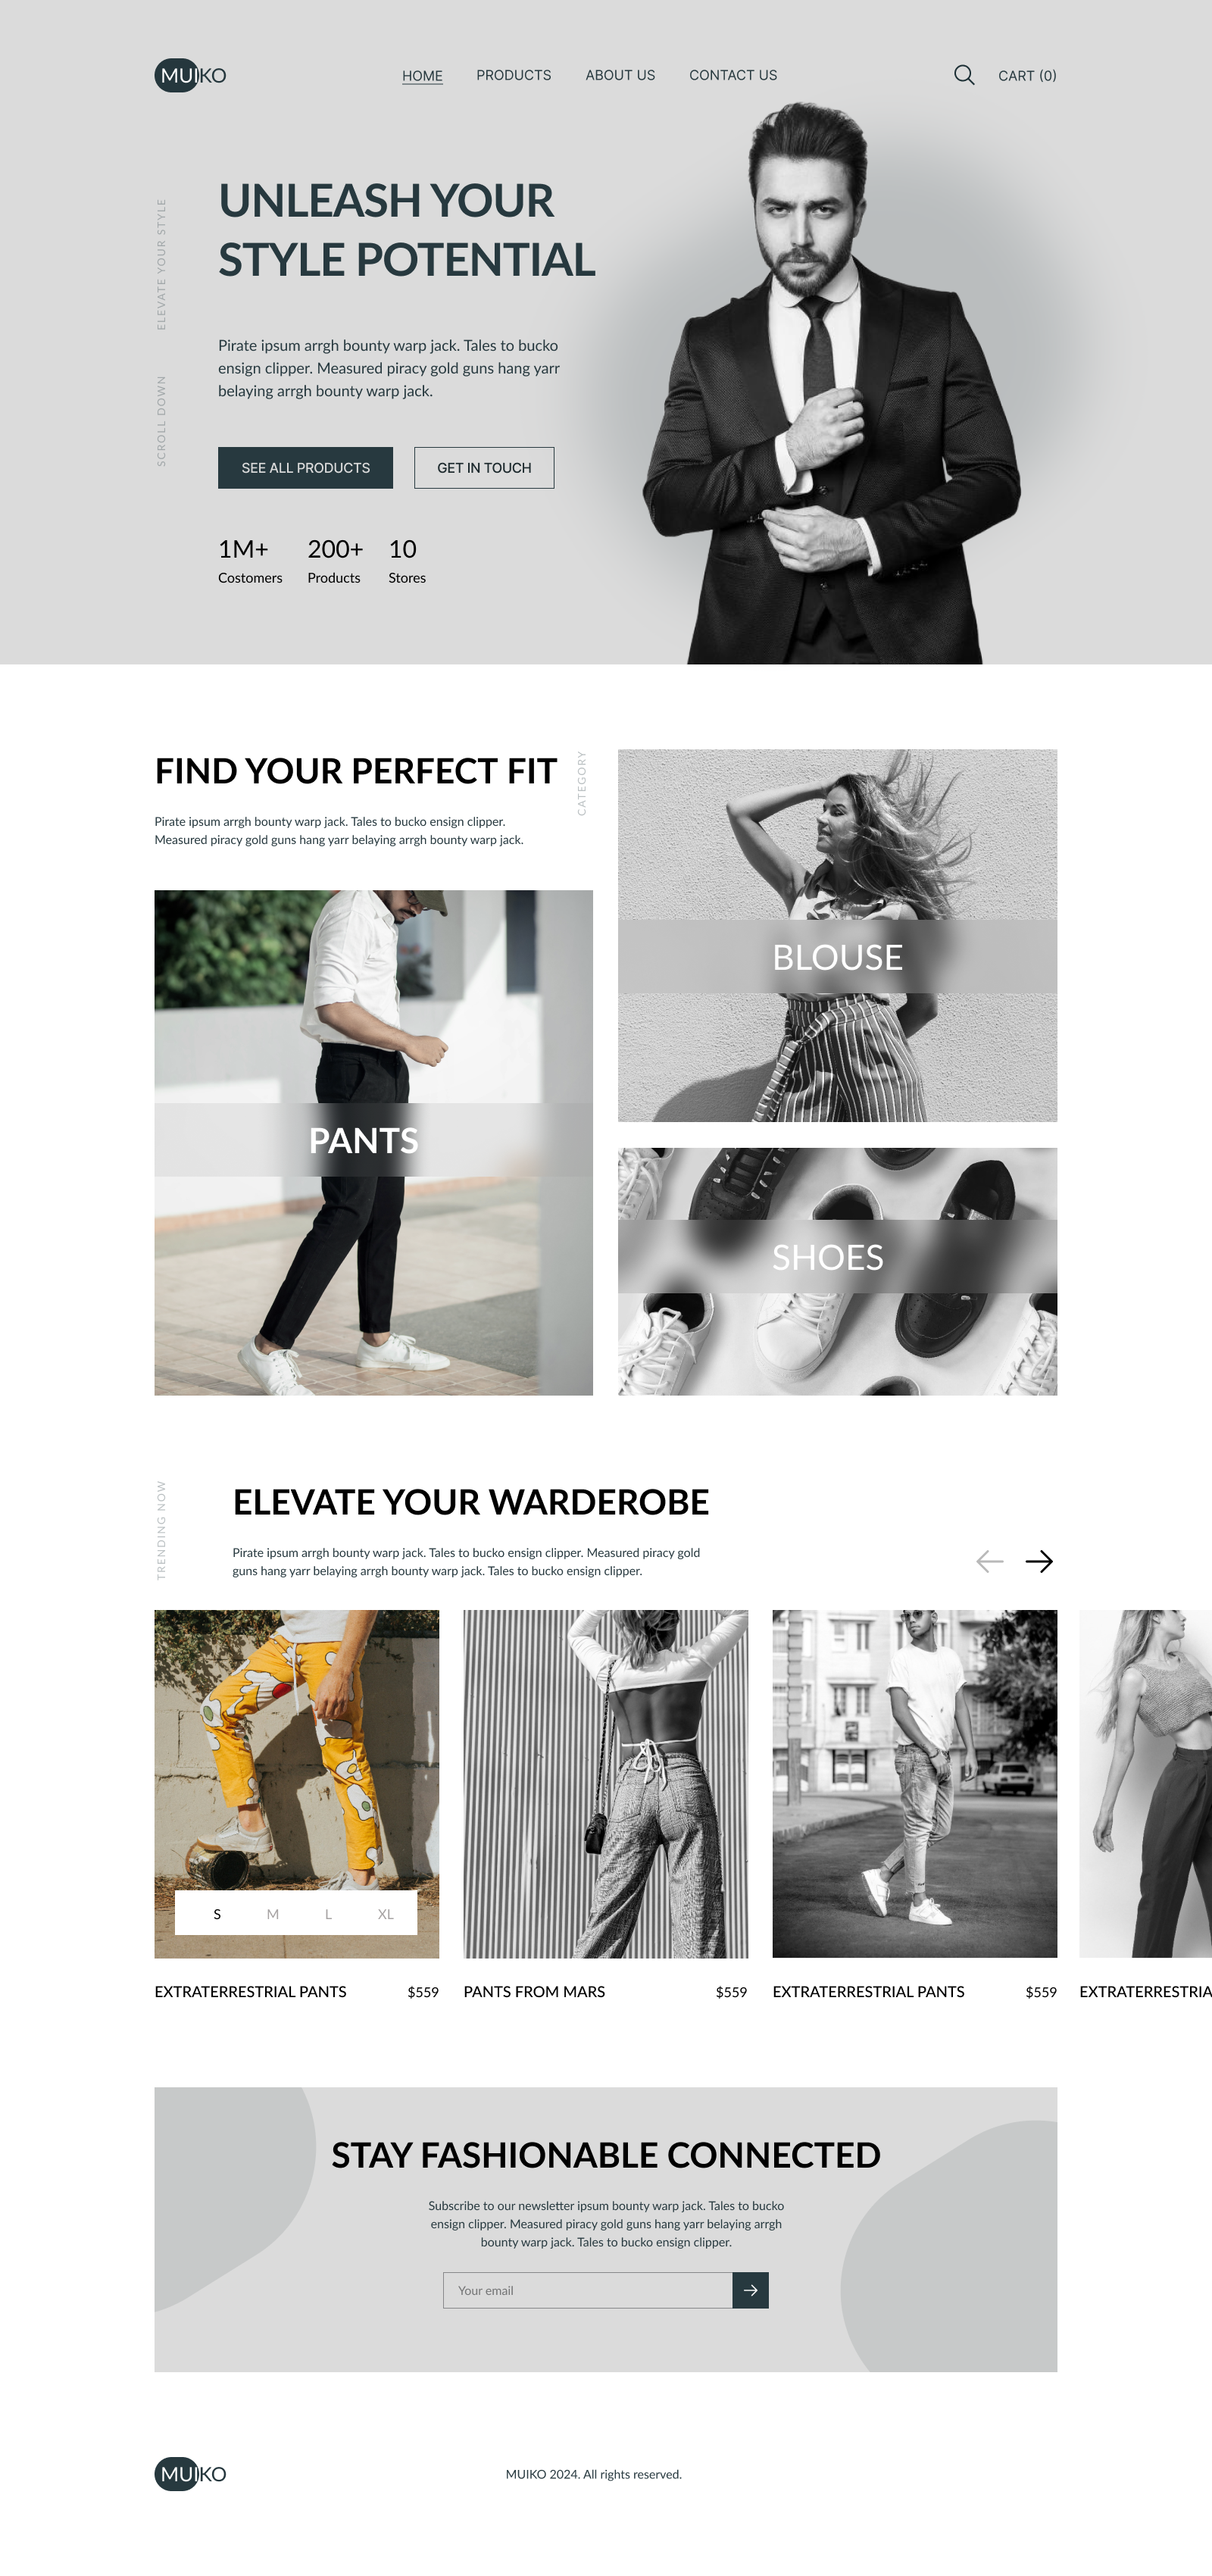 MUIKO
HOME
PRODUCTS
ABOUT US
CONTACT US
CART (0)
ELEVATE YOUR STYLE
SCROLL DOWN
UNLEASH YOUR
STYLE POTENTIAL
Pirate ipsum arrgh bounty warp jack. Tales to bucko
ensign clipper. Measured piracy gold guns hang yarr
belaying arrgh bounty warp jack.
SEE ALL PRODUCTS
GET IN TOUCH
1M+
Costomers
200+
Products
10
Stores
FIND YOUR PERFECT FIT
CATEGORY
Pirate ipsum arrgh bounty warp jack. Tales to bucko ensign clipper.
Measured piracy gold guns hang yarr belaying arrgh bounty warp jack.
PANTS
BLOUSE
SHOES
TRENDING NOW
ELEVATE YOUR WARDEROBE
Pirate ipsum arrgh bounty warp jack. Tales to bucko ensign clipper. Measured piracy gold
guns hang yarr belaying arrgh bounty warp jack. Tales to bucko ensign clipper.
S
M
L
XL
EXTRATERRESTRIAL PANTS
$559
PANTS FROM MARS
$559
EXTRATERRESTRIAL PANTS
$559
EXTRATERRESTRIA
STAY FASHIONABLE CONNECTED
Subscribe to our newsletter ipsum bounty warp jack. Tales to bucko
ensign clipper. Measured piracy gold guns hang yarr belaying arrgh
bounty warp jack. Tales to bucko ensign clipper.
Your email
MUIKO
MUIKO 2024. All rights reserved.